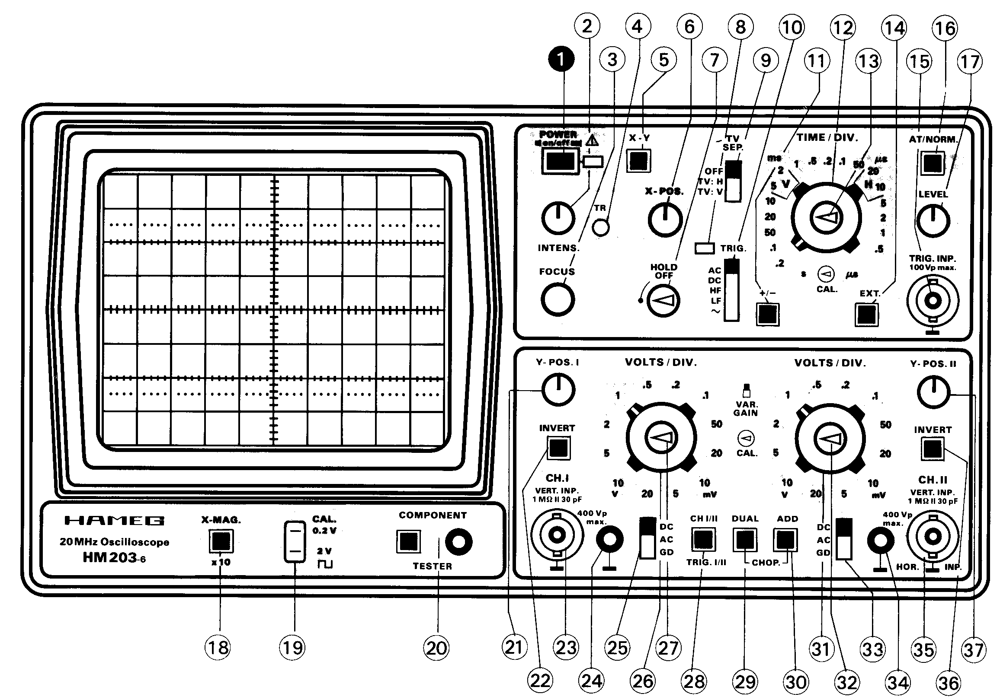 2 4 6 8 10 12 14 16
1 3 5 7 9 11 13 15 17
POWER
on/off
X-Y
TV
SEP.
OFF
TV: H
TV: V
TIME / DIV.
AT/NORM.
ms
2 1 .5 .2 .1 50 µs
20
5 V
H 10
10
5
20
2
50
1
.1
.5
.2
s
µs
CAL.
X-POS.
TR
LEVEL
INTENS.
TRIG.
HOLD
OFF
AC
DC
HF
LF
~
TRIG. INP.
100 Vp max.
FOCUS
+/−
EXT.
Y-POS. I
VOLTS / DIV.
VOLTS / DIV.
Y-POS. II
1 .5 .2 .1
2 50
5 20
10 10
V 20 5 mV
VAR.
GAIN
CAL.
1 .5 .2 .1
2 50
5 20
10 10
V 20 5 mV
INVERT
INVERT
CH. I
VERT. INP.
1 MΩ II 30 pF
CH. II
VERT. INP.
1 MΩ II 30 pF
400 Vp
max.
DC
AC
GD
CH I/II
DUAL
ADD
TRIG. I/II
CHOP.
DC
AC
GD
400 Vp
max.
HOR. INP.
HAMEG
20 MHz Oscilloscope
HM 203-6
X-MAG.
x 10
CAL.
0.2 V
2 V
COMPONENT
TESTER
18 19 20 21 23 25 27 31 33 35 37
22 24 26 28 29 30 32 34 36